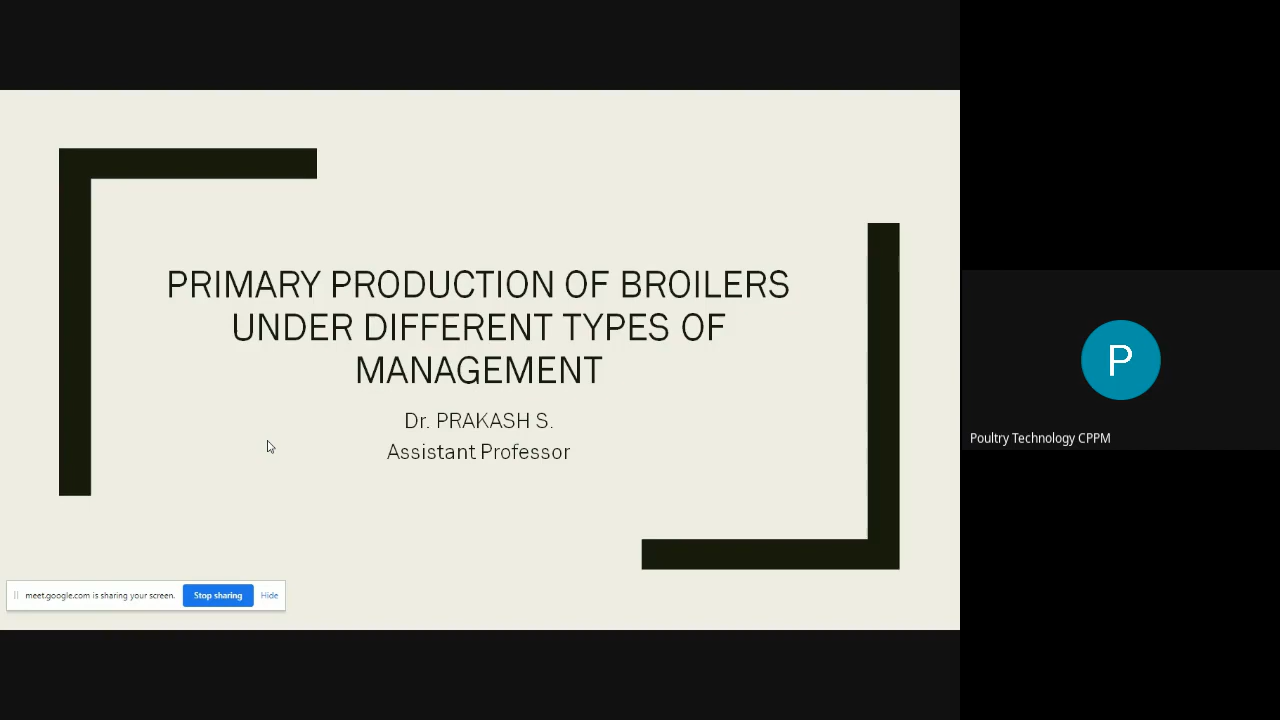 PRIMARY PRODUCTION OF BROILERS
UNDER DIFFERENT TYPES OF
MANAGEMENT
Dr. PRAKASH S.
Assistant Professor
meet.google.com is sharing your screen. Stop sharing Hide
P
Poultry Technology CPPM